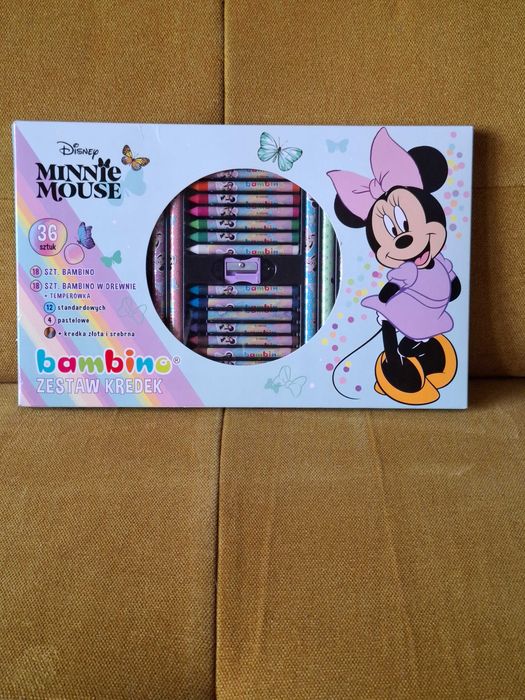 Disney
MINNIE
MOUSE
36
sztuk
18 SZT. BAMBINO
18 SZT. BAMBINO W DREWNIE
+ TEMPERÓWKA
12 standardowych
4 pastelowe
+ kredka złota i srebrna
bambino®
ZESTAW KREDEK
bambino